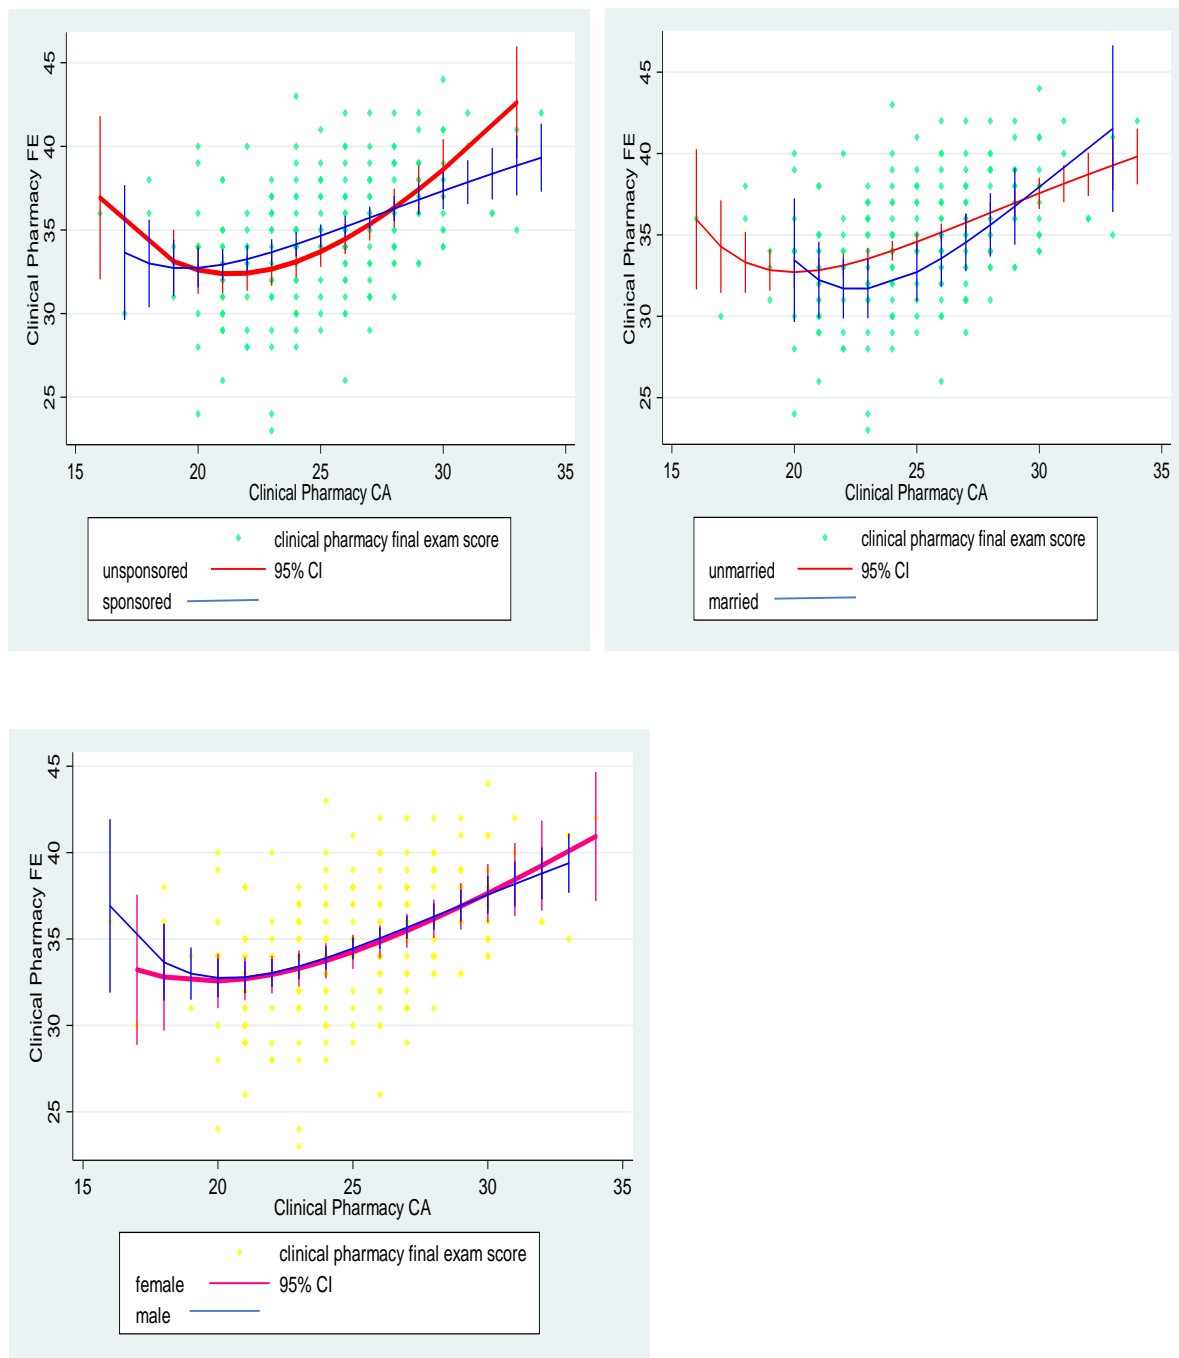 45
40
35
30
25
Clinical Pharmacy FE
15 20 25 30 35
Clinical Pharmacy CA
clinical pharmacy final exam score
unsponsored 95% CI
sponsored
45
40
35
30
25
Clinical Pharmacy FE
15 20 25 30 35
Clinical Pharmacy CA
clinical pharmacy final exam score
unmarried 95% CI
married
45
40
35
30
25
Clinical Pharmacy FE
15 20 25 30 35
Clinical Pharmacy CA
clinical pharmacy final exam score
female 95% CI
male